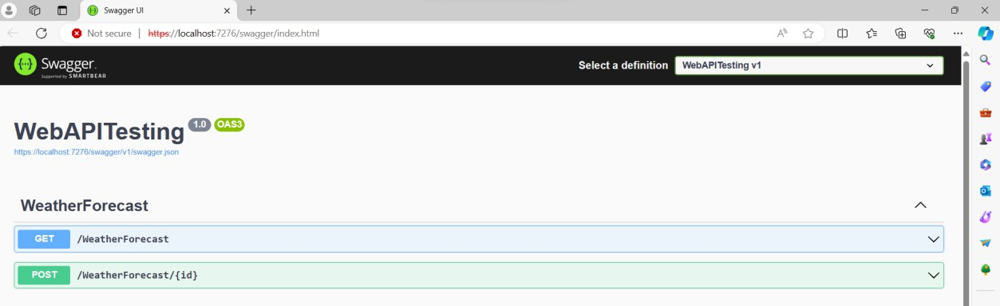 Swagger UI
Not secure | https://localhost:7276/swagger/index.html
Swagger.
Supported by SMARTBEAR
Select a definition
WebAPITesting v1
WebAPITesting 1.0 OAS3
https://localhost:7276/swagger/v1/swagger.json
WeatherForecast
GET /WeatherForecast
POST /WeatherForecast/{id}